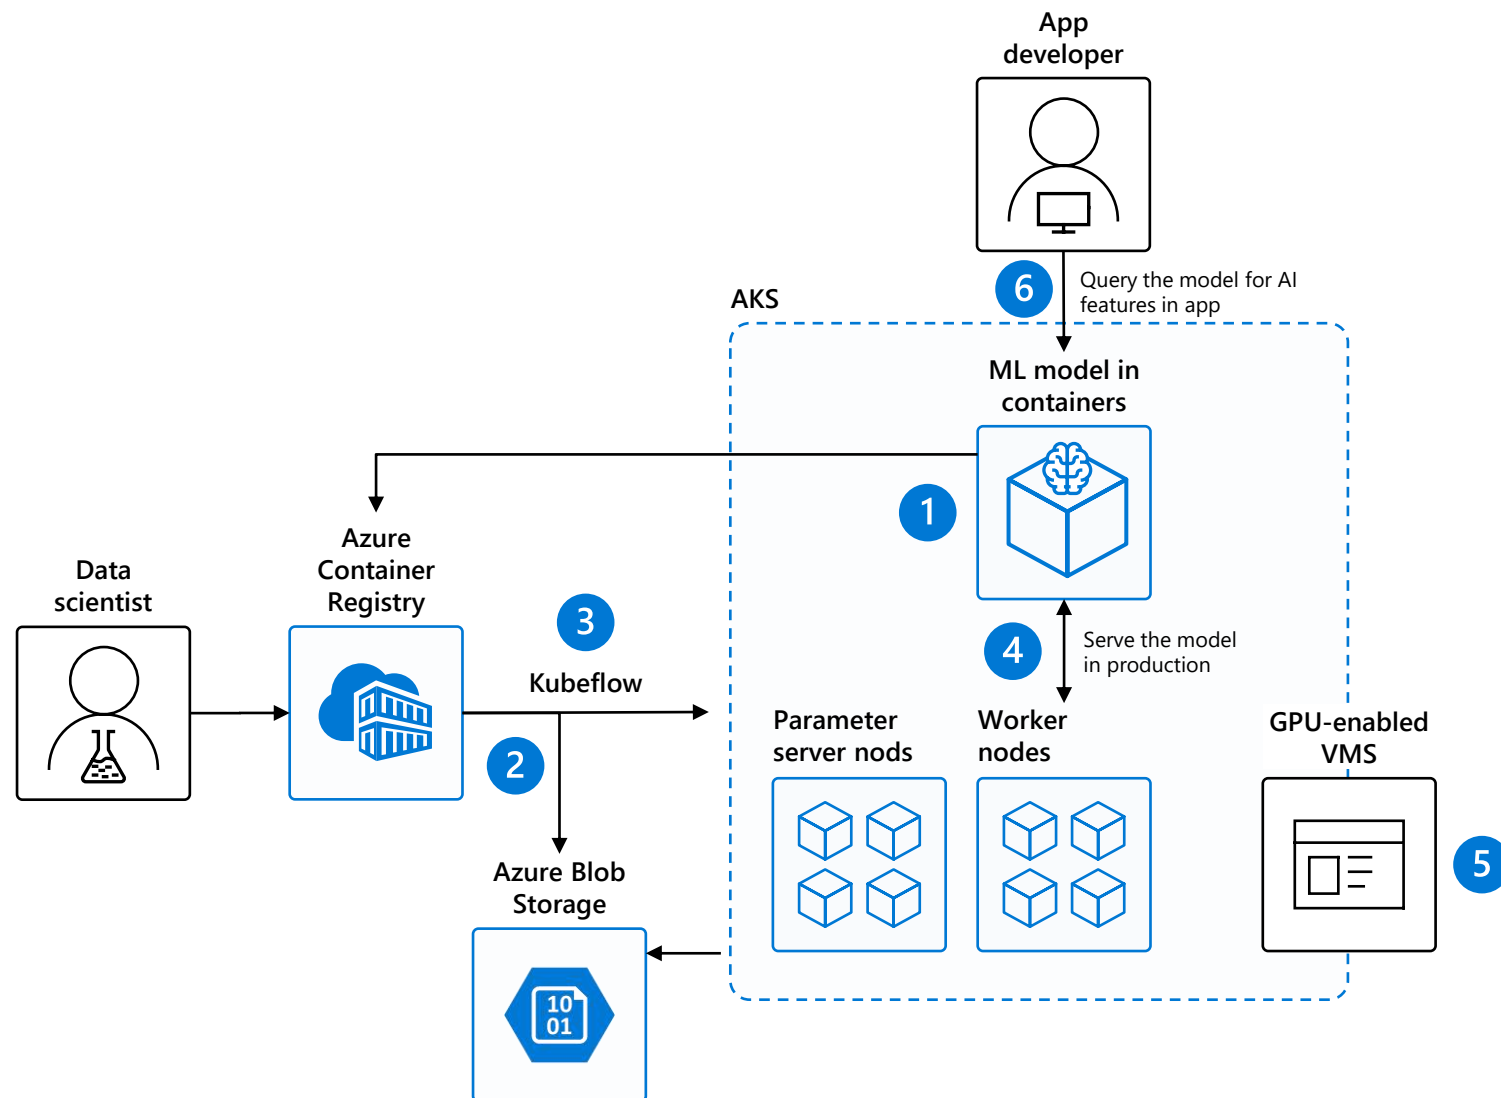 App
developer
6
Query the model for AI
features in app
AKS
ML model in
containers
1
Azure
Container
Registry
Data
scientist
3
Kubeflow
4
Serve the model
in production
2
Parameter
server nods
Worker
nodes
GPU-enabled
VMS
5
Azure Blob
Storage
10
01